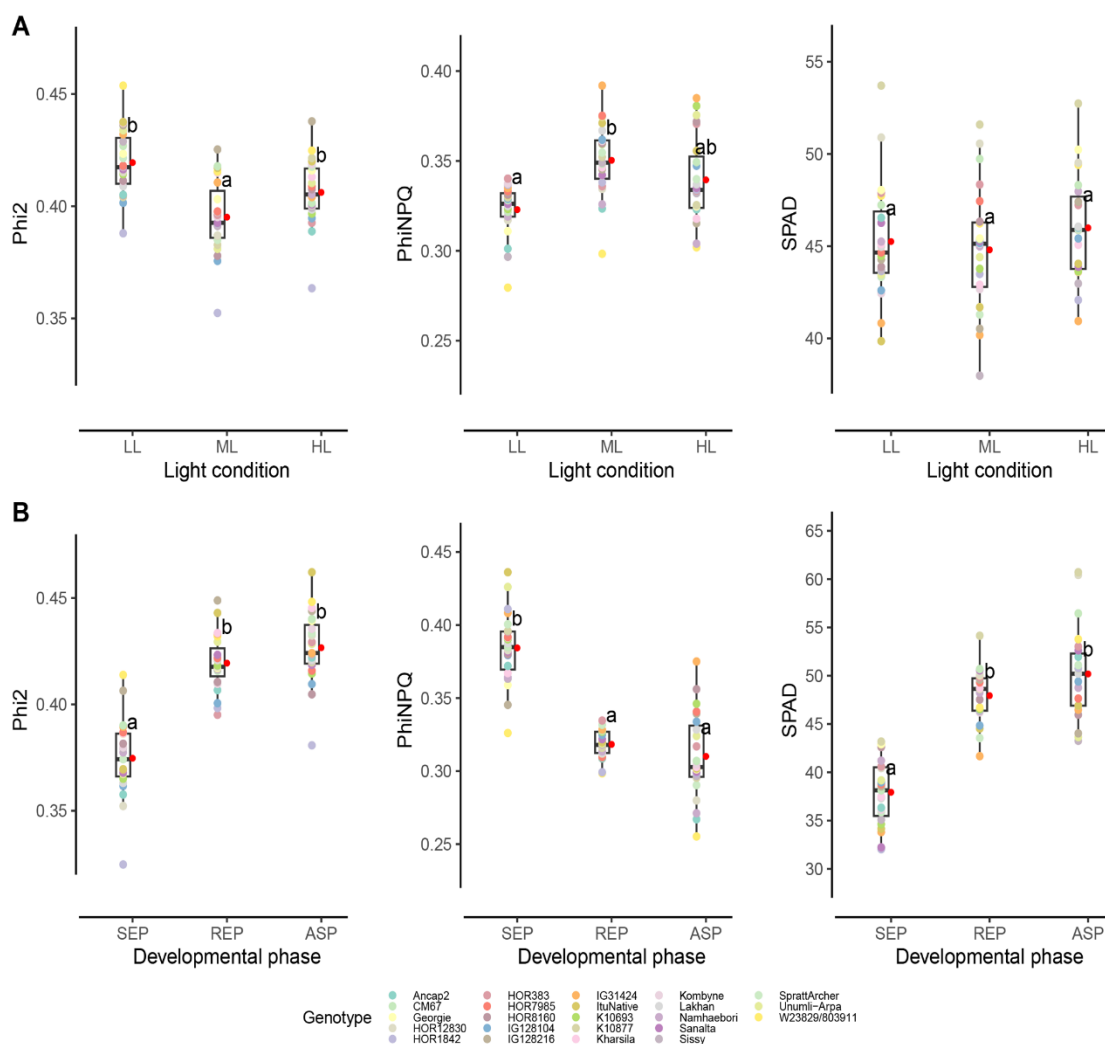 A
Phi2
0.45
0.40
0.35
b
a
b
LL
ML
HL
Light condition
PhiNPQ
0.40
0.35
0.30
0.25
a
b
ab
LL
ML
HL
Light condition
SPAD
55
50
45
40
a
a
a
LL
ML
HL
Light condition
B
Phi2
0.45
0.40
0.35
a
b
b
SEP
REP
ASP
Developmental phase
PhiNPQ
0.45
0.40
0.35
0.30
0.25
b
a
a
SEP
REP
ASP
Developmental phase
SPAD
65
60
55
50
45
40
35
30
a
b
b
SEP
REP
ASP
Developmental phase
Genotype
Ancap2
CM67
Georgie
HOR12830
HOR1842
HOR383
HOR7985
HOR8160
IG128104
IG128216
IG31424
ItuNative
K10693
K10877
Kharsila
Kombyne
Lakhan
Namhaebori
Sanalta
Sissy
SprattArcher
Unumli-Arpa
W23829/803911